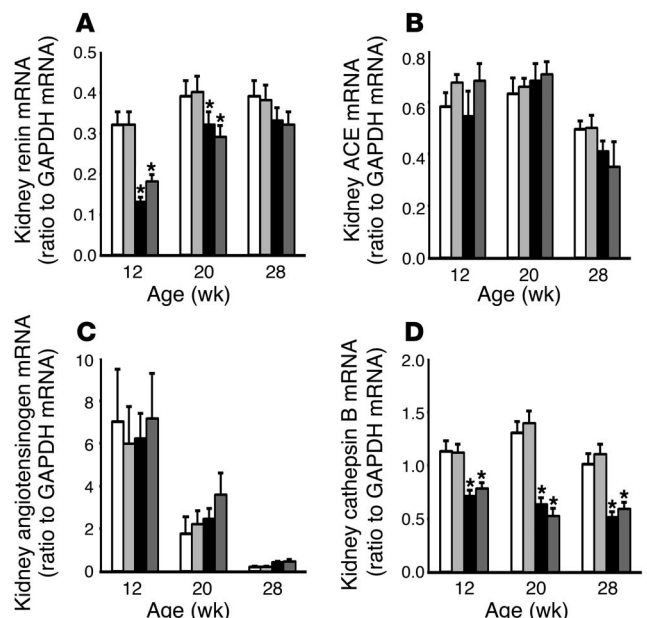 A
Kidney renin mRNA
(ratio to GAPDH mRNA)
0.5
0.4
0.3
0.2
0.1
0.0
* * * *
12 20 28
Age (wk)
B
Kidney ACE mRNA
(ratio to GAPDH mRNA)
0.8
0.6
0.4
0.2
0.0
12 20 28
Age (wk)
C
Kidney angiotensinogen mRNA
(ratio to GAPDH mRNA)
10
8
6
4
2
0
12 20 28
Age (wk)
D
Kidney cathepsin B mRNA
(ratio to GAPDH mRNA)
2.0
1.5
1.0
0.5
0.0
* * * * * *
12 20 28
Age (wk)